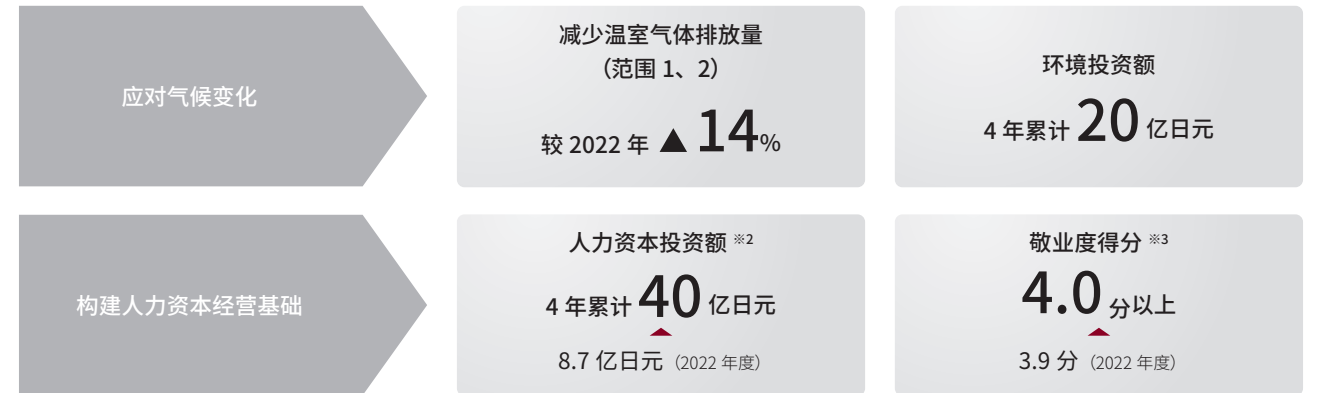 应对气候变化
减少温室气体排放量
（范围 1、2）
较 2022 年 ▲ 14%
环境投资额
4 年累计 20 亿日元
构建人力资本经营基础
人力资本投资额 ※2
4 年累计 40 亿日元
8.7 亿日元（2022 年度）
敬业度得分 ※3
4.0 分以上
3.9 分（2022 年度）